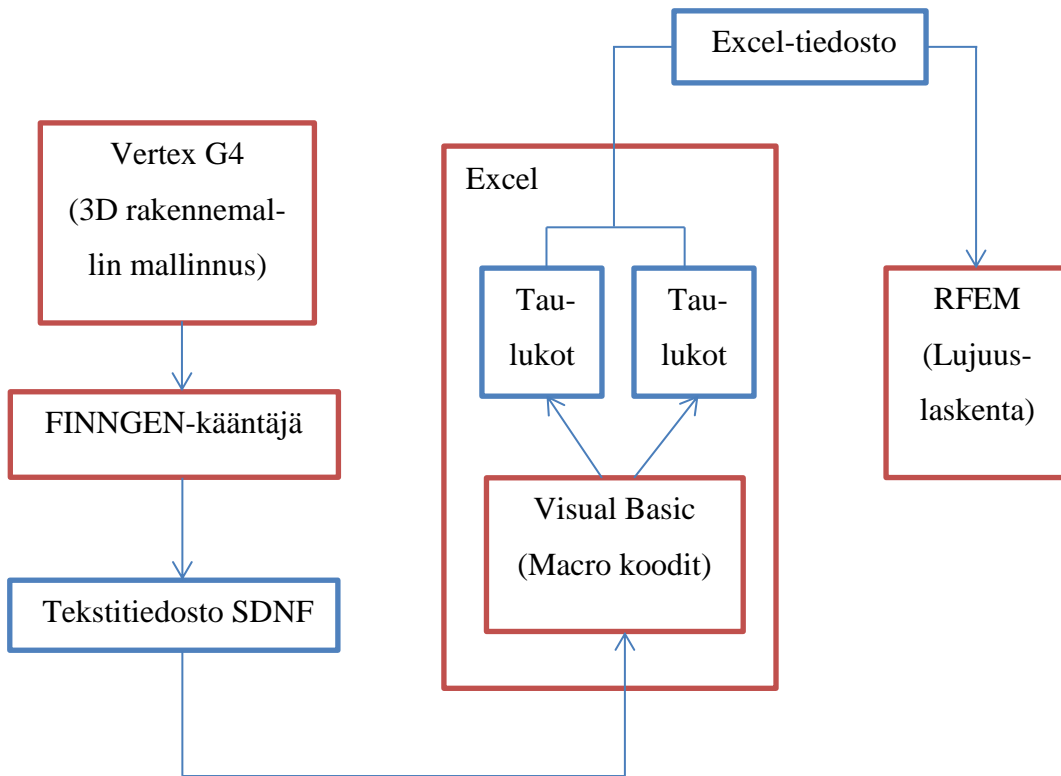 Vertex G4
(3D rakennemal-
lin mallinnus)
FINNGEN-kääntäjä
Tekstitiedosto SDNF
Excel
Tau-
lukot
Tau-
lukot
Visual Basic
(Macro koodit)
Excel-tiedosto
RFEM
(Lujuus-
laskenta)